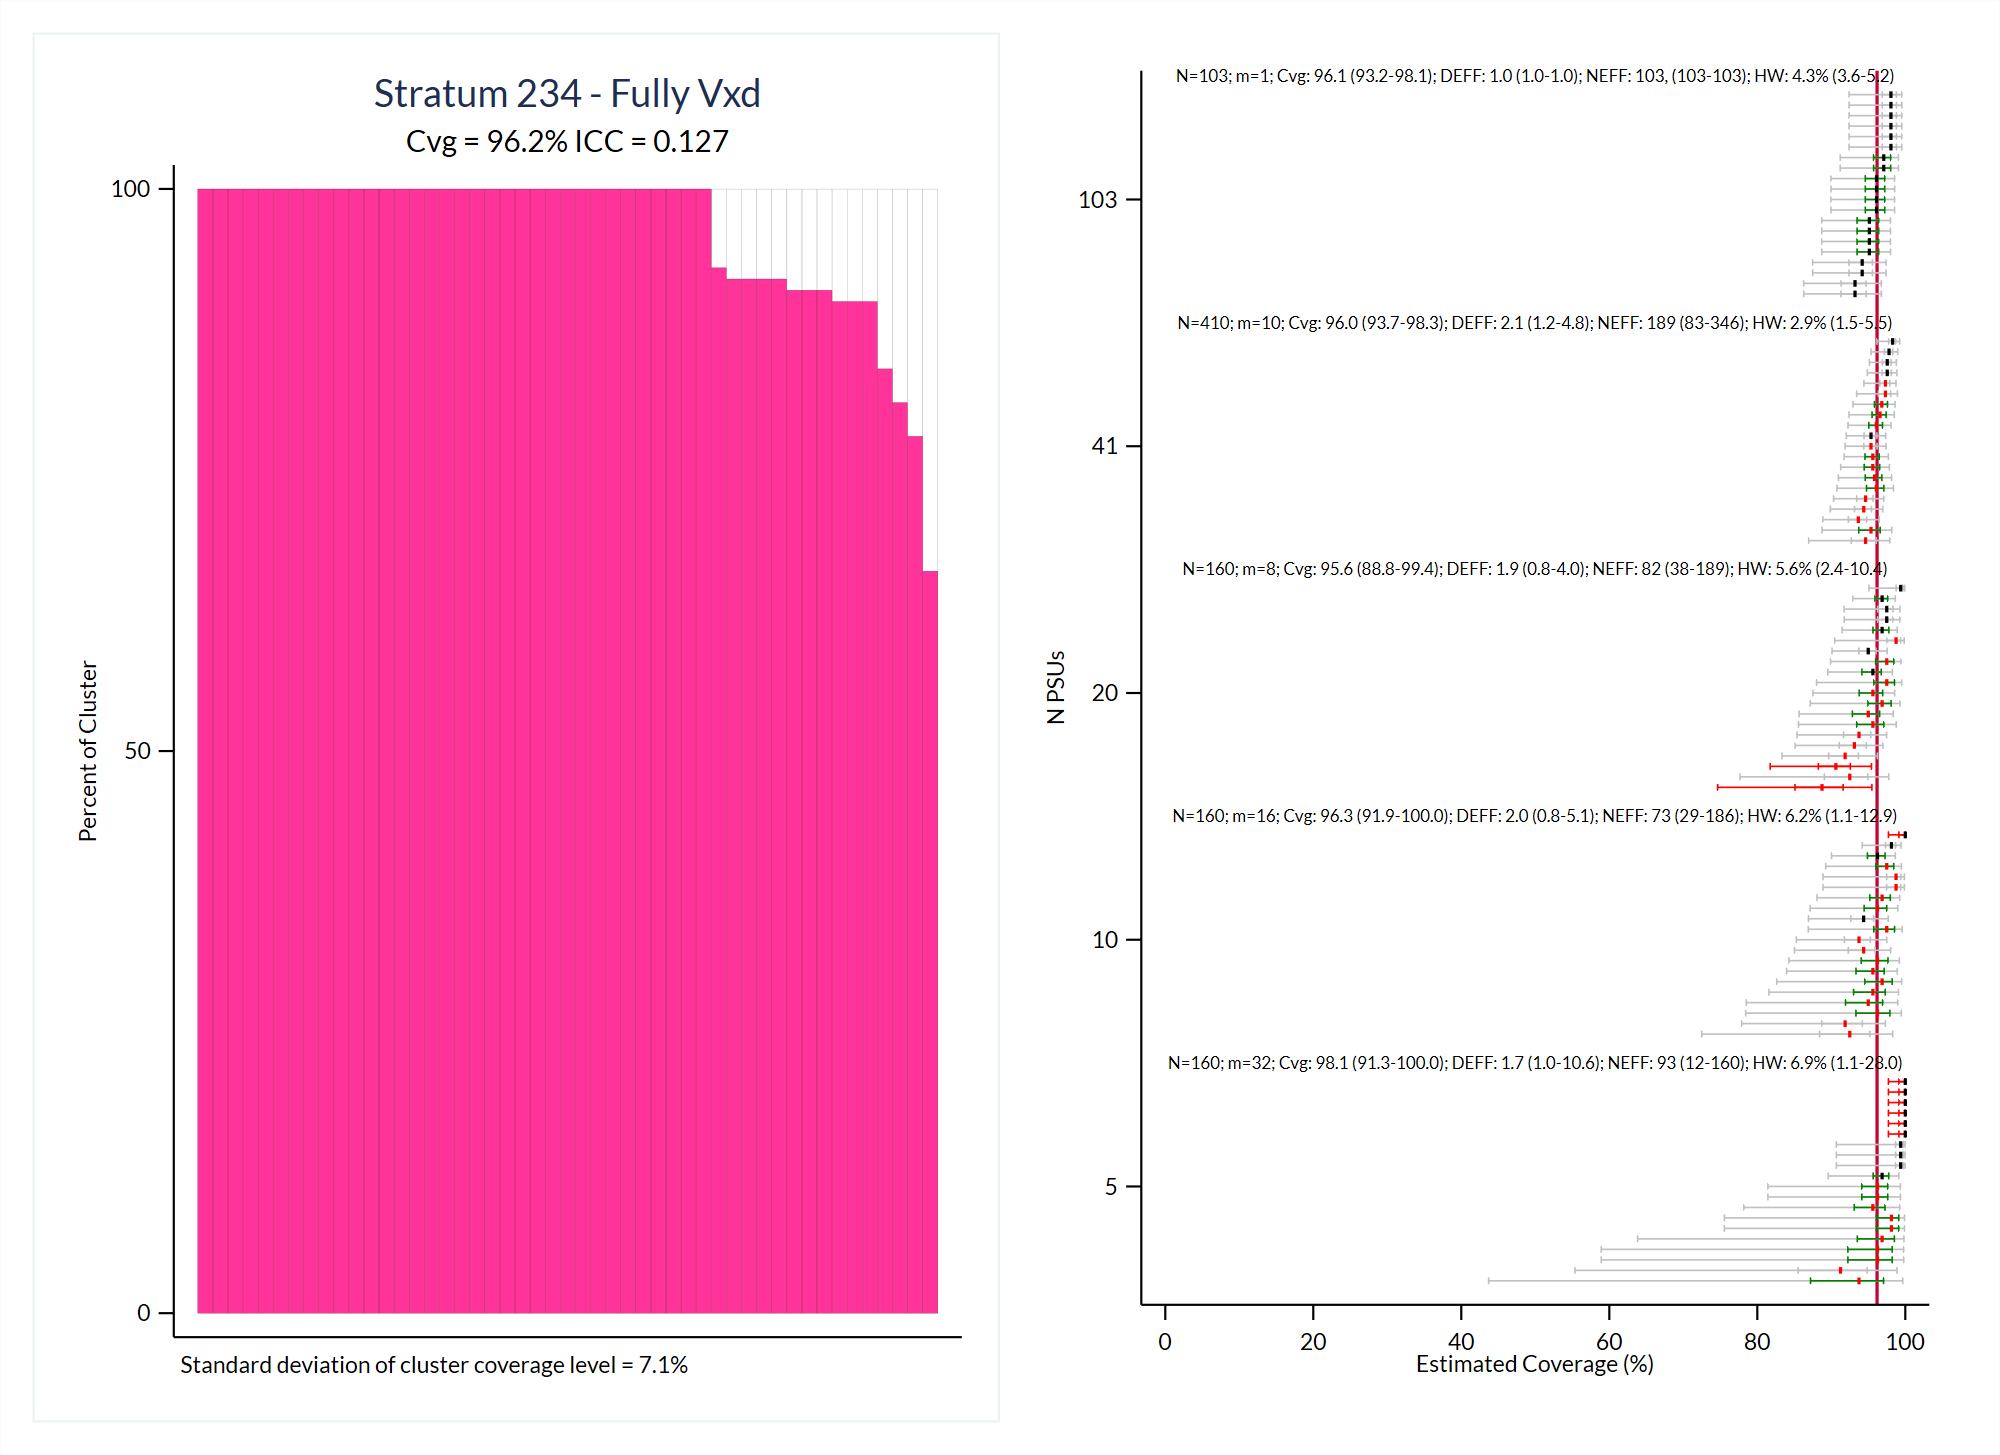 Stratum 234 - Fully Vxd
Cvg = 96.2% ICC = 0.127
100
50
0
Percent of Cluster
Standard deviation of cluster coverage level = 7.1%
N=103; m=1; Cvg: 96.1 (93.2-98.1); DEFF: 1.0 (1.0-1.0); NEFF: 103, (103-103); HW: 4.3% (3.6-5.2)
103
N=410; m=10; Cvg: 96.0 (93.7-98.3); DEFF: 2.1 (1.2-4.8); NEFF: 189 (83-346); HW: 2.9% (1.5-5.5)
41
N=160; m=8; Cvg: 95.6 (88.8-99.4); DEFF: 1.9 (0.8-4.0); NEFF: 82 (38-189); HW: 5.6% (2.4-10.4)
N PSUs
20
N=160; m=16; Cvg: 96.3 (91.9-100.0); DEFF: 2.0 (0.8-5.1); NEFF: 73 (29-186); HW: 6.2% (1.1-12.9)
10
N=160; m=32; Cvg: 98.1 (91.3-100.0); DEFF: 1.7 (1.0-10.6); NEFF: 93 (12-160); HW: 6.9% (1.1-28.0)
5
0 20 40 60 80 100
Estimated Coverage (%)